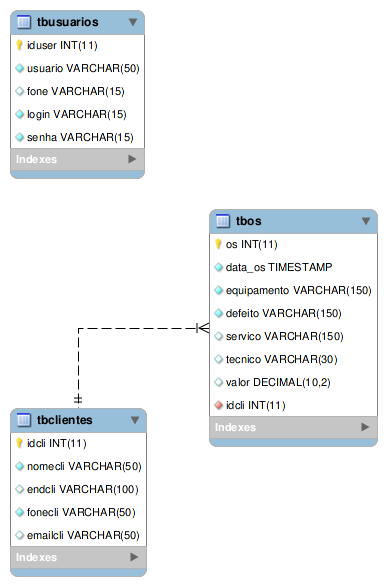 tbusuarios
iduser INT(11)
usuario VARCHAR(50)
fone VARCHAR(15)
login VARCHAR(15)
senha VARCHAR(15)
Indexes
tbos
os INT(11)
data_os TIMESTAMP
equipamento VARCHAR(150)
defeito VARCHAR(150)
servico VARCHAR(150)
tecnico VARCHAR(30)
valor DECIMAL(10,2)
idcli INT(11)
Indexes
tbclientes
idcli INT(11)
nomecli VARCHAR(50)
endcli VARCHAR(100)
fonecli VARCHAR(50)
emailcli VARCHAR(50)
Indexes